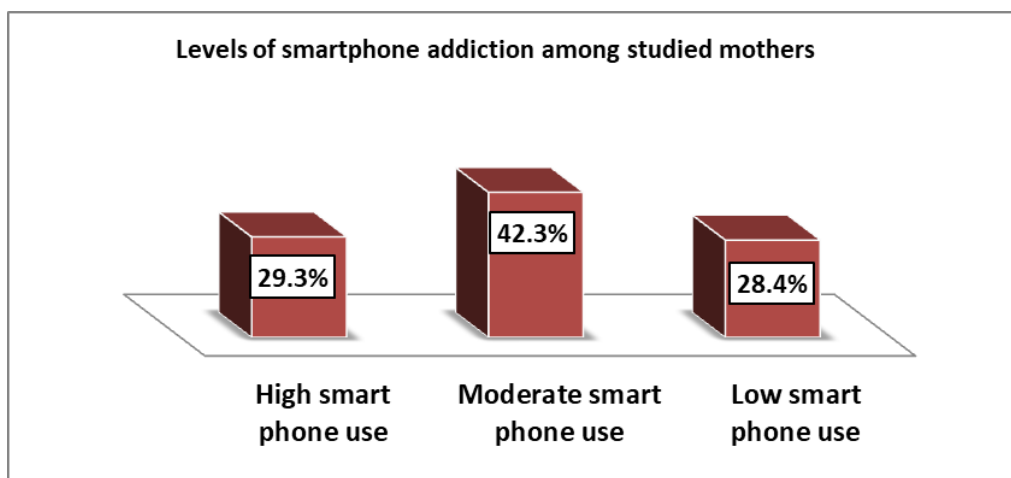 Levels of smartphone addiction among studied mothers
29.3%
42.3%
28.4%
High smart
phone use
Moderate smart
phone use
Low smart
phone use